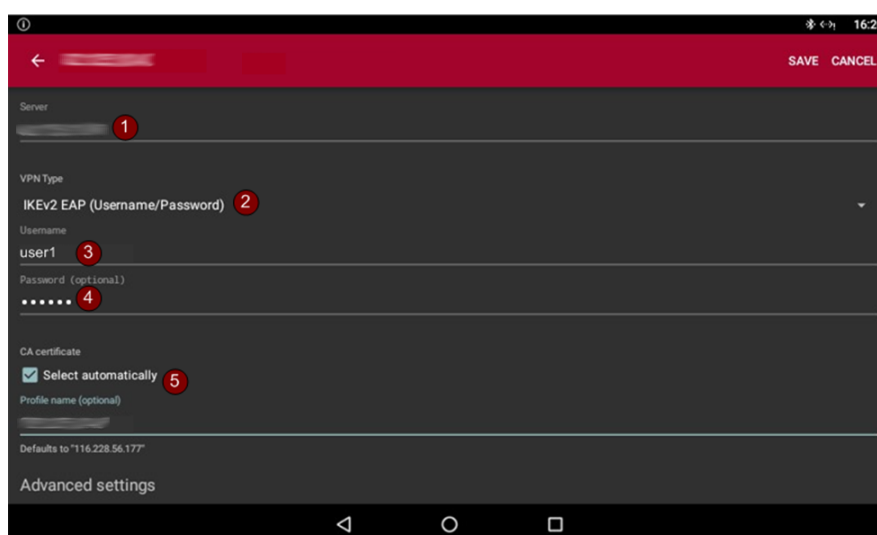 16:2
SAVE CANCEL
Server
1
VPN Type
IKEv2 EAP (Username/Password) 2
Username
user1 3
Password (optional)
•••••• 4
CA certificate
Select automatically 5
Profile name (optional)
Defaults to "116.228.56.177"
Advanced settings